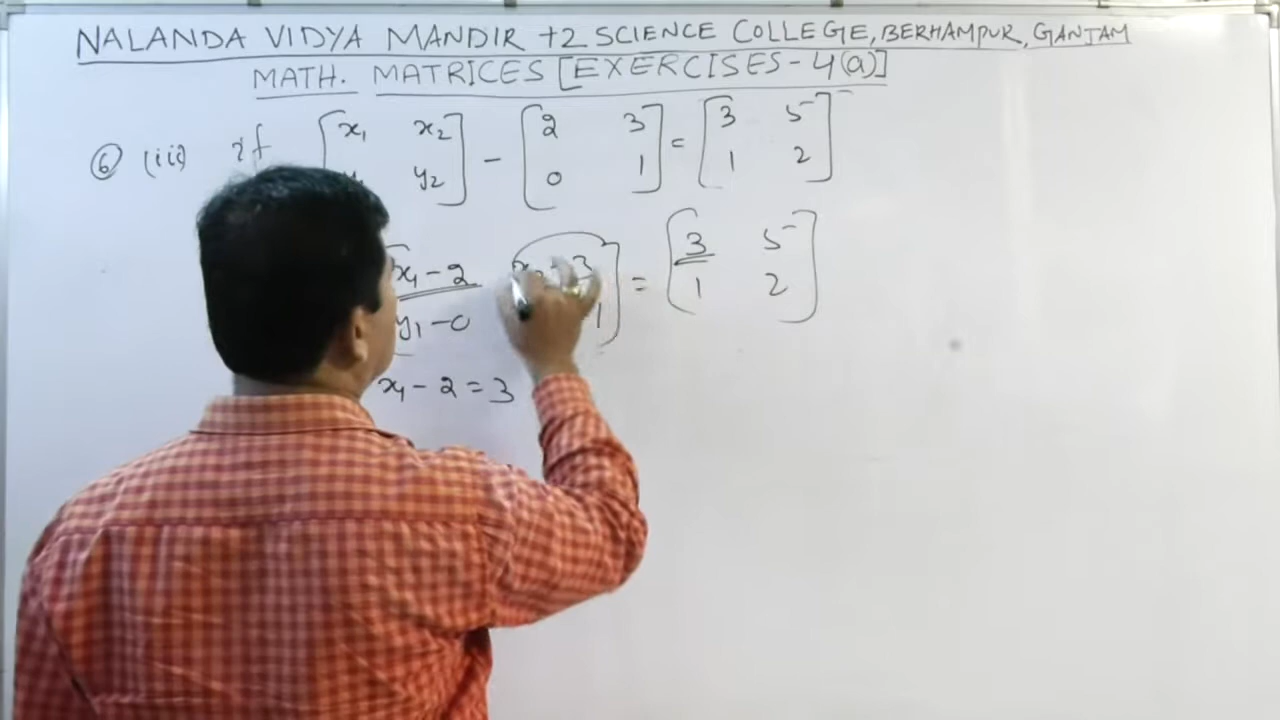 NALANDA VIDYA MANDIR +2 SCIENCE COLLEGE, BERHAMPUR, GANJAM
MATH. MATRICES [EXERCISES - 4(a)]
⑥ (iii) if [x₁ x₂ y₂] - [2 3 0 1] = [3 5 1 2]
[x₁ - 2 3 y₁ - 0 1] = [3 5 1 2]
x₁ - 2 = 3